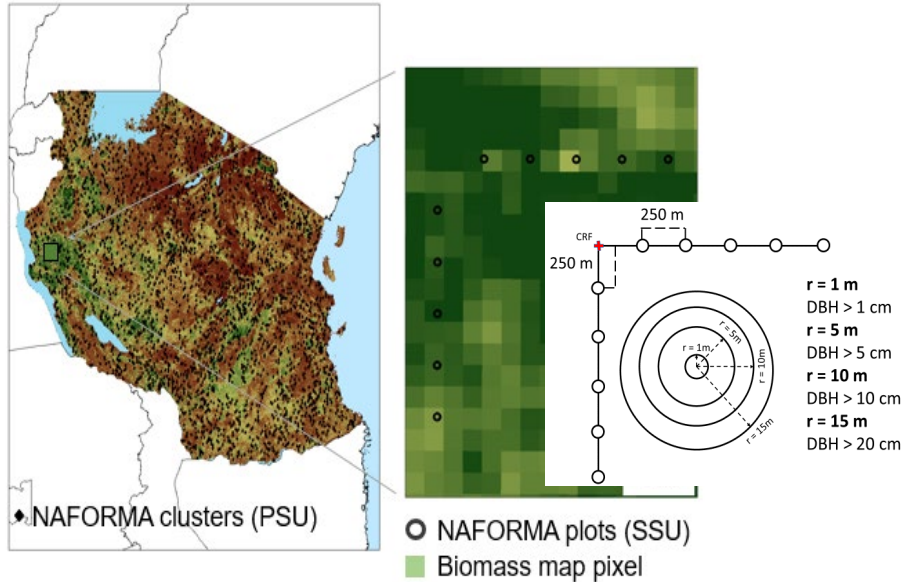 NAFORMA clusters (PSU)
250 m
CRF
250 m
r = 1m
r = 5m
r = 10m
r = 15m
r = 1 m
DBH > 1 cm
r = 5 m
DBH > 5 cm
r = 10 m
DBH > 10 cm
r = 15 m
DBH > 20 cm
NAFORMA plots (SSU)
Biomass map pixel